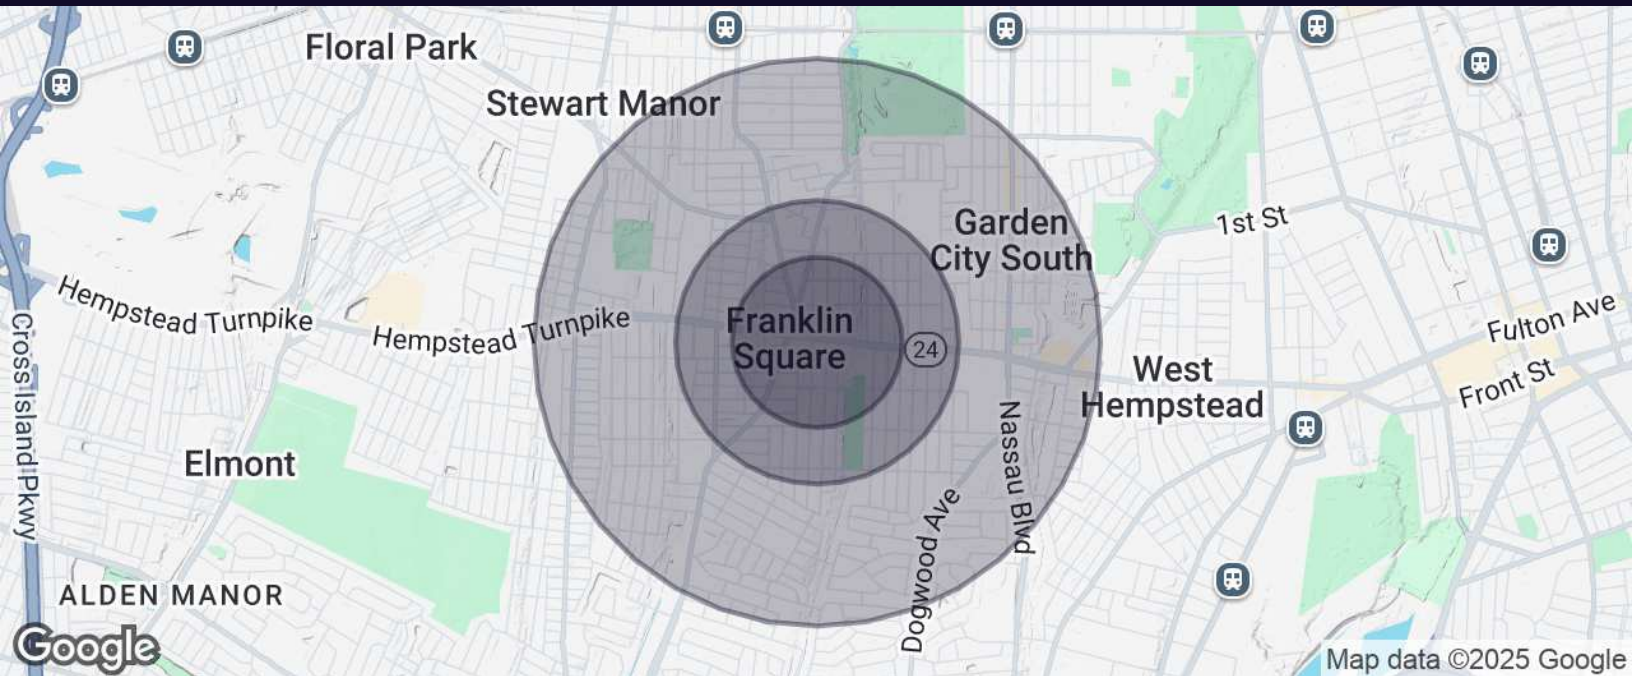 Floral Park
Stewart Manor
Garden
City South
1st St
Hempstead Turnpike
Hempstead Turnpike
Franklin
Square
24
Fulton Ave
Front St
West
Hempstead
Cross Island Pkwy
Nassau Blvd
Elmont
Dogwood Ave
ALDEN MANOR
Google
Map data ©2025 Google